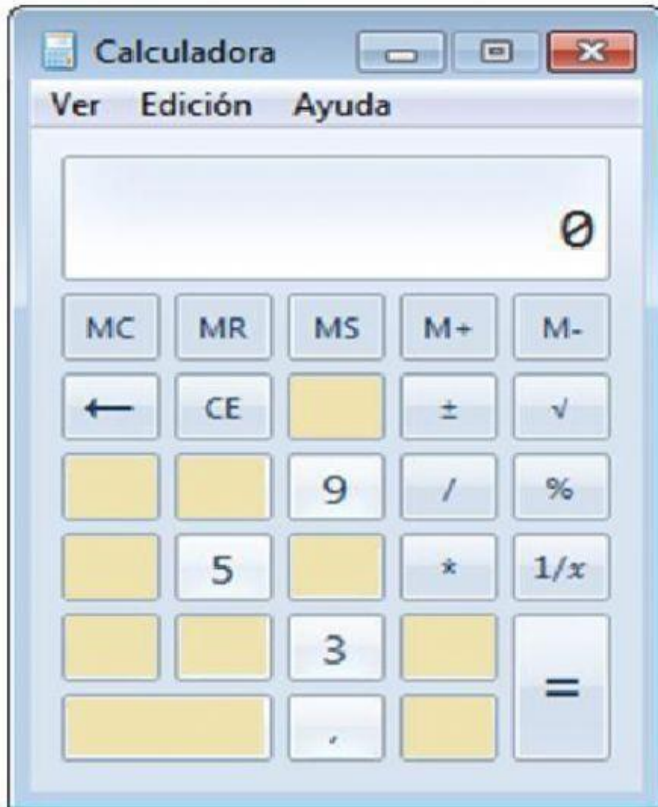 Calculadora
Ver Edición Ayuda
0
MC MR MS M+ M-
← CE ± √
9 / %
5 * 1/x
3 =
,